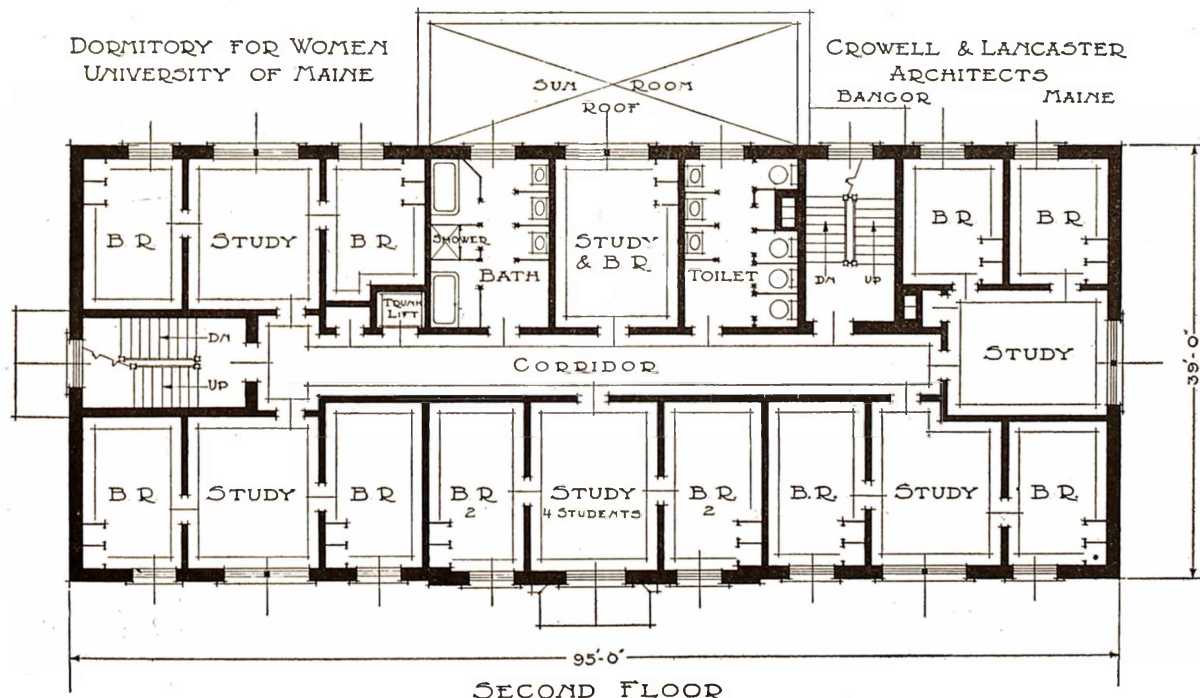 DORMITORY FOR WOMEN
UNIVERSITY OF MAINE
CROWELL & LANCASTER
ARCHITECTS
BANGOR MAINE
SUN ROOM
ROOF
B R.
STUDY
B R.
SHOWER
BATH
STUDY
& B R.
TOILET
DN
UP
B R.
B R.
TRUNK
LIFT
DN
UP
CORRIDOR
STUDY
39'-0"
B R.
STUDY
B R.
B R.
2
STUDY
4 STUDENTS
B R.
2
B.R.
STUDY
B R.
95'-0"
SECOND FLOOR